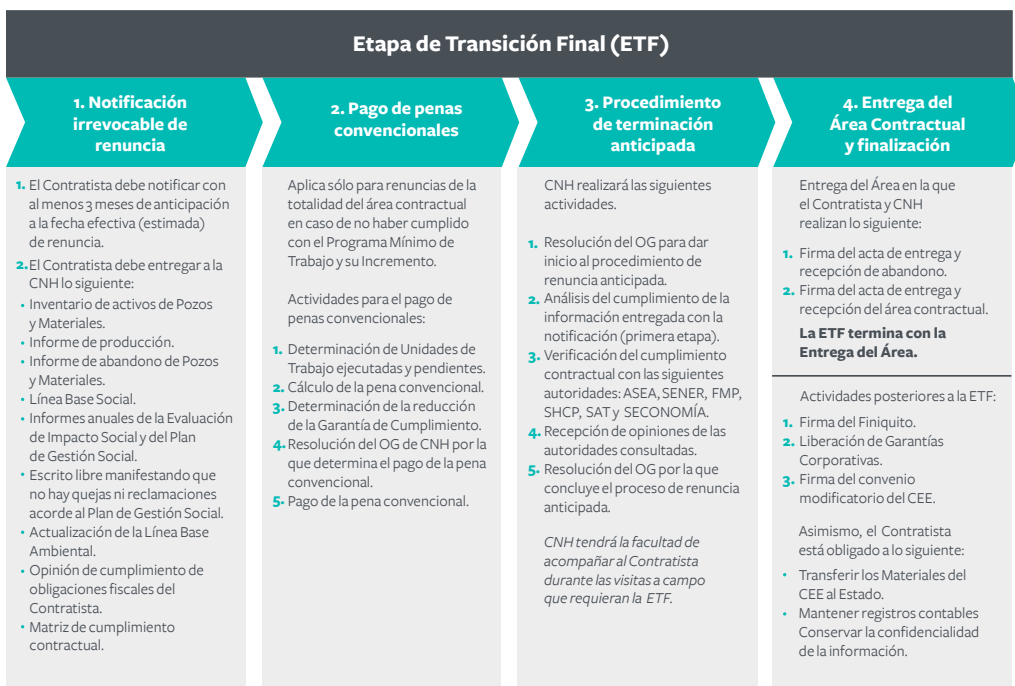 Etapa de Transición Final (ETF)
1. Notificación
irrevocable de
renuncia
1. El Contratista debe notificar con
al menos 3 meses de anticipación
a la fecha efectiva (estimada)
de renuncia.
2. El Contratista debe entregar a la
CNH lo siguiente:
• Inventario de activos de Pozos
y Materiales.
• Informe de producción.
• Informe de abandono de Pozos
y Materiales.
• Línea Base Social.
• Informes anuales de la Evaluación
de Impacto Social y del Plan
de Gestión Social.
• Escrito libre manifestando que
no hay quejas ni reclamaciones
acorde al Plan de Gestión Social.
• Actualización de la Línea Base
Ambiental.
• Opinión de cumplimiento de
obligaciones fiscales del
Contratista.
• Matriz de cumplimiento
contractual.
2. Pago de penas
convencionales
Aplica sólo para renuncias de la
totalidad del área contractual
en caso de no haber cumplido
con el Programa Mínimo de
Trabajo y su Incremento.
Actividades para el pago de
penas convencionales:
1. Determinación de Unidades de
Trabajo ejecutadas y pendientes.
2. Cálculo de la pena convencional.
3. Determinación de la reducción
de la Garantía de Cumplimiento.
4. Resolución del OG de CNH por la
que determina el pago de la pena
convencional.
5. Pago de la pena convencional.
3. Procedimiento
de terminación
anticipada
CNH realizará las siguientes
actividades.
1. Resolución del OG para dar
inicio al procedimiento de
renuncia anticipada.
2. Análisis del cumplimiento de la
información entregada con la
notificación (primera etapa).
3. Verificación del cumplimiento
contractual con las siguientes
autoridades: ASEA, SENER, FMP,
SHCP, SAT y SECONOMÍA.
4. Recepción de opiniones de las
autoridades consultadas.
5. Resolución del OG por la que
concluye el proceso de renuncia
anticipada.
CNH tendrá la facultad de
acompañar al Contratista
durante las visitas a campo
que requieran la ETF.
4. Entrega del
Área Contractual
y finalización
Entrega del Área en la que
el Contratista y CNH
realizan lo siguiente:
1. Firma del acta de entrega y
recepción de abandono.
2. Firma del acta de entrega y
recepción del área contractual.
La ETF termina con la
Entrega del Área.
Actividades posteriores a la ETF:
1. Firma del Finiquito.
2. Liberación de Garantías
Corporativas.
3. Firma del convenio
modificatorio del CEE.
Asimismo, el Contratista
está obligado a lo siguiente:
• Transferir los Materiales del
CEE al Estado.
• Mantener registros contables
Conservar la confidencialidad
de la información.